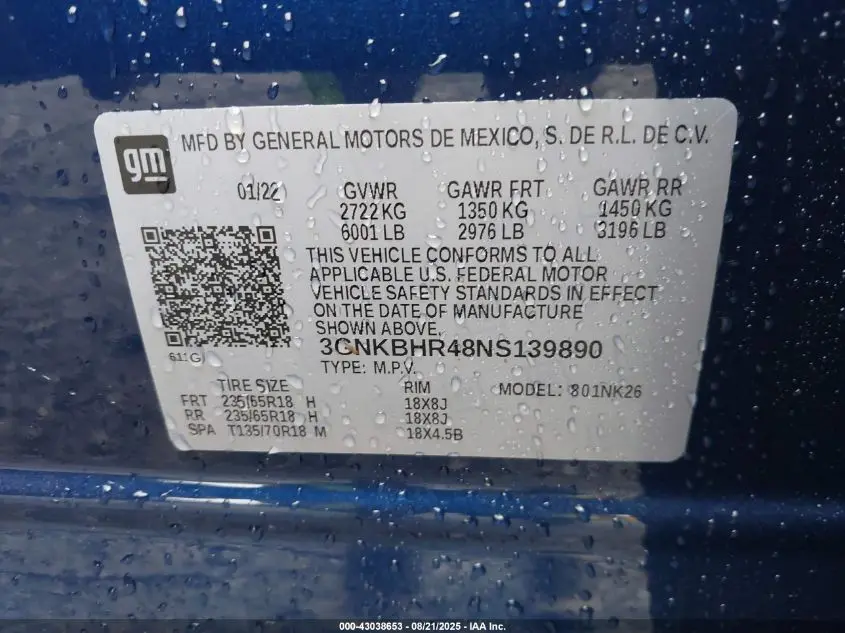 gm
MFD BY GENERAL MOTORS DE MEXICO, S. DE R.L. DE C.V.
01/22 GVWR GAWR FRT GAWR RR
2722 KG 1350 KG 1450 KG
6001 LB 2976 LB 3196 LB
THIS VEHICLE CONFORMS TO ALL
APPLICABLE U.S. FEDERAL MOTOR
VEHICLE SAFETY STANDARDS IN EFFECT
ON THE DATE OF MANUFACTURE
SHOWN ABOVE.
611G
3GNKBHR48NS139890
TYPE: M.P.V.
TIRE SIZE RIM MODEL: 801NK26
FRT 235/65R18 H 18X8J
RR 235/65R18 H 18X8J
SPA T135/70R18 M 18X4.5B
000-43038653 - 08/21/2025 - IAA Inc.